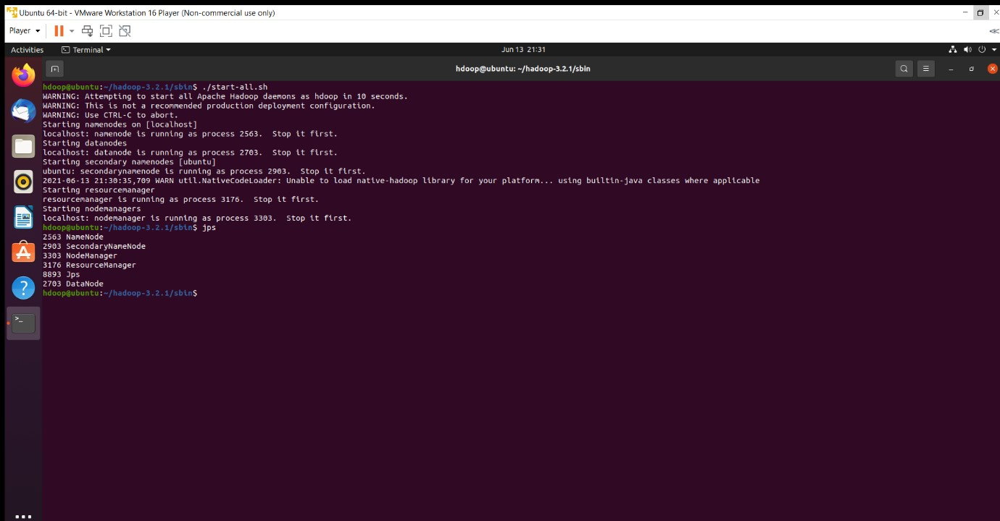 Ubuntu 64-bit - VMware Workstation 16 Player (Non-commercial use only)
Player
Activities Terminal Jun 13 21:31
hdoop@ubuntu: ~/hadoop-3.2.1/sbin
hdoop@ubuntu:~/hadoop-3.2.1/sbin$ ./start-all.sh
WARNING: Attempting to start all Apache Hadoop daemons as hdoop in 10 seconds.
WARNING: This is not a recommended production deployment configuration.
WARNING: Use CTRL-C to abort.
Starting namenodes on [localhost]
localhost: namenode is running as process 2563.  Stop it first.
Starting datanodes
localhost: datanode is running as process 2703.  Stop it first.
Starting secondary namenodes [ubuntu]
ubuntu: secondarynamenode is running as process 2903.  Stop it first.
2021-06-13 21:30:35,709 WARN util.NativeCodeLoader: Unable to load native-hadoop library for your platform... using builtin-java classes where applicable
Starting resourcemanager
resourcemanager is running as process 3176.  Stop it first.
Starting nodemanagers
localhost: nodemanager is running as process 3303.  Stop it first.
hdoop@ubuntu:~/hadoop-3.2.1/sbin$ jps
2563 NameNode
2903 SecondaryNameNode
3303 NodeManager
3176 ResourceManager
8893 Jps
2703 DataNode
hdoop@ubuntu:~/hadoop-3.2.1/sbin$